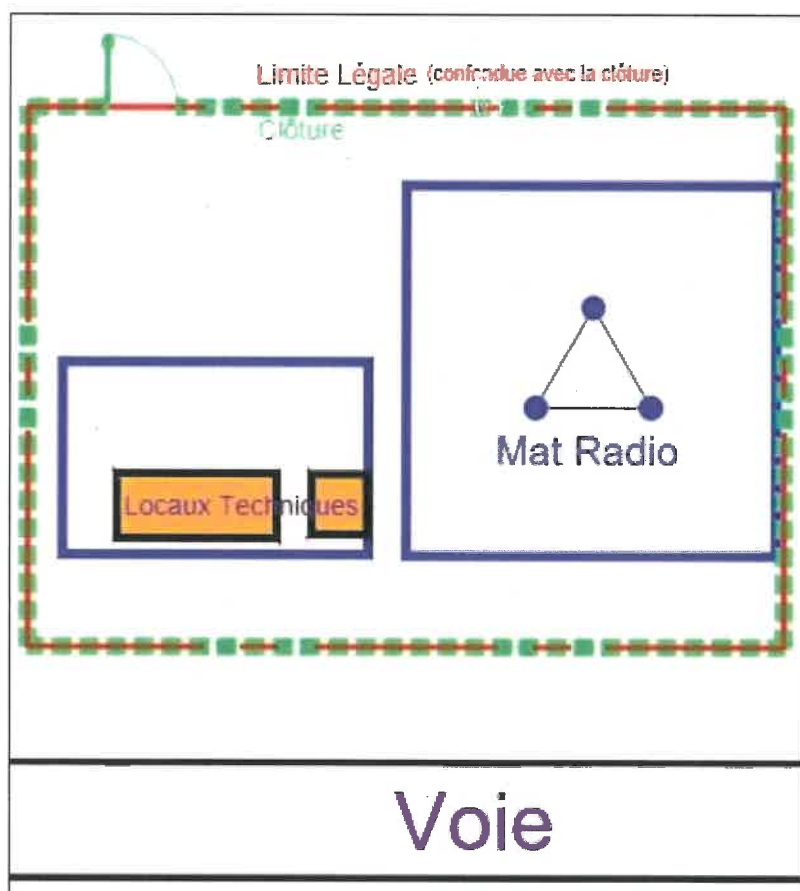 Limite Légale (confondue avec la clôture)
Clôture
Mat Radio
Locaux Techniques
Voie